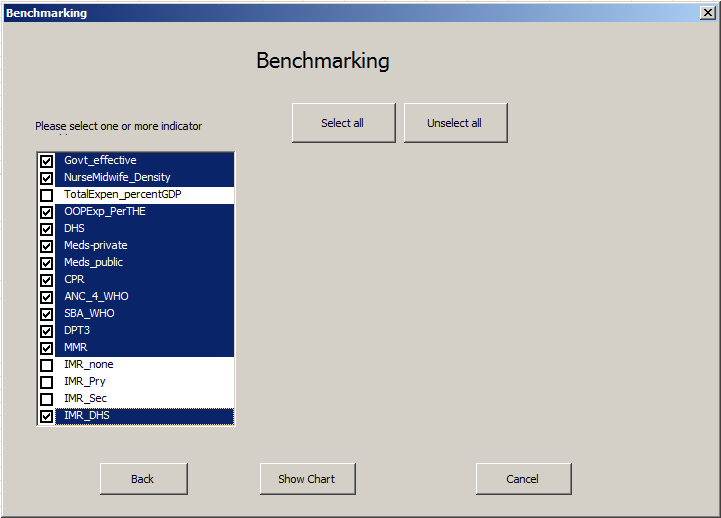 Benchmarking
Benchmarking
Select all
Unselect all
Please select one or more indicator
Govt_effective
NurseMidwife_Density
TotalExpen_percentGDP
OOPExp_PerTHE
DHS
Meds-private
Meds_public
CPR
ANC_4_WHO
SBA_WHO
DPT3
MMR
IMR_none
IMR_Pry
IMR_Sec
IMR_DHS
Back
Show Chart
Cancel